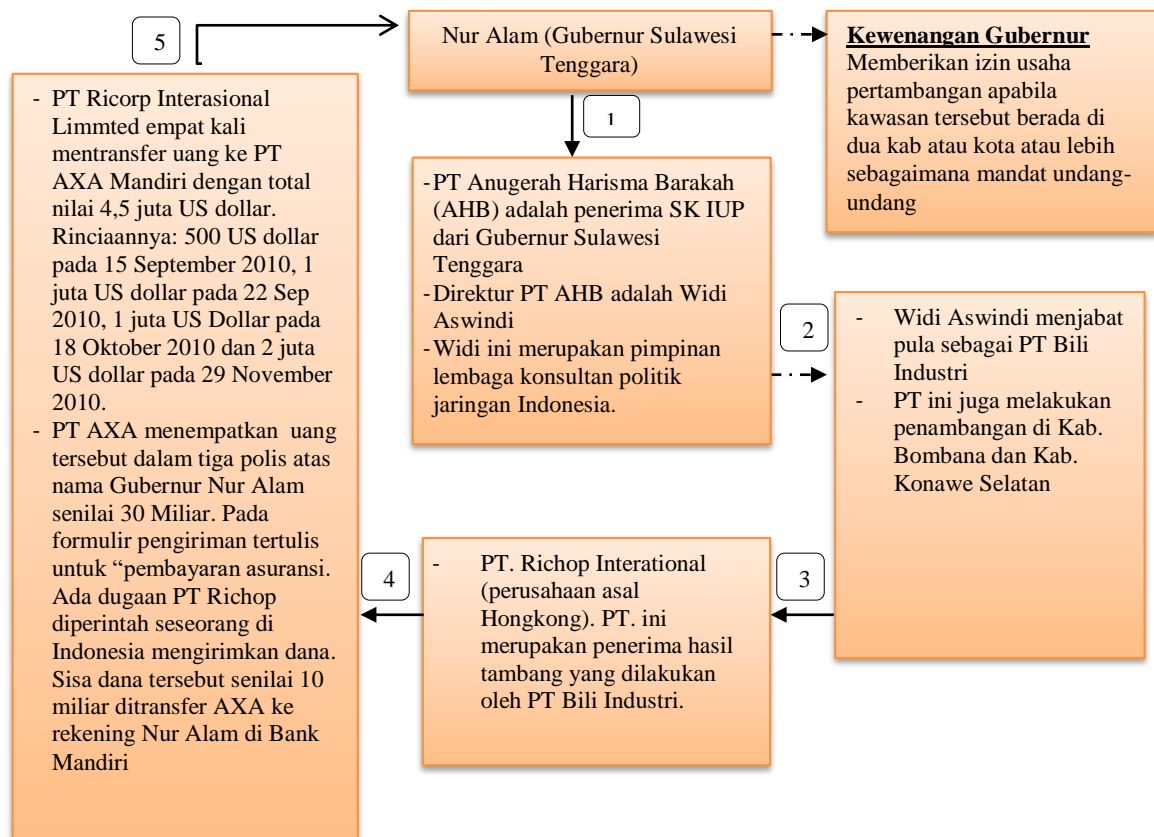 5
Nur Alam (Gubernur Sulawesi
Tenggara)
Kewenangan Gubernur
Memberikan izin usaha
pertambangan apabila
kawasan tersebut berada di
dua kab atau kota atau lebih
sebagaimana mandat undang-
undang
1
- PT Anugerah Harisma Barakah
(AHB) adalah penerima SK IUP
dari Gubernur Sulawesi
Tenggara
- Direktur PT AHB adalah Widi
Aswindi
- Widi ini merupakan pimpinan
lembaga konsultan politik
jaringan Indonesia.
2
- Widi Aswindi menjabat
pula sebagai PT Bili
Industri
- PT ini juga melakukan
penambangan di Kab.
Bombana dan Kab.
Konawe Selatan
3
- PT. Richop Interational
(perusahaan asal
Hongkong). PT. ini
merupakan penerima hasil
tambang yang dilakukan
oleh PT Bili Industri.
4
- PT Ricorp Interasional
Limmted empat kali
mentransfer uang ke PT
AXA Mandiri dengan total
nilai 4,5 juta US dollar.
Rinciaannya: 500 US dollar
pada 15 September 2010, 1
juta US dollar pada 22 Sep
2010, 1 juta US Dollar pada
18 Oktober 2010 dan 2 juta
US dollar pada 29 November
2010.
- PT AXA menempatkan uang
tersebut dalam tiga polis atas
nama Gubernur Nur Alam
senilai 30 Miliar. Pada
formulir pengiriman tertulis
untuk “pembayaran asuransi.
Ada dugaan PT Richop
diperintah seseorang di
Indonesia mengirimkan dana.
Sisa dana tersebut senilai 10
miliar ditransfer AXA ke
rekening Nur Alam di Bank
Mandiri